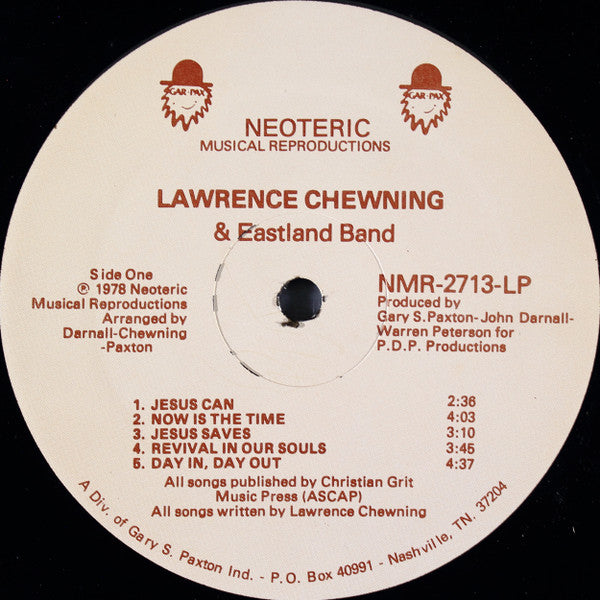 GAR-PAX
GAR-PAX
NEOTERIC
MUSICAL REPRODUCTIONS
LAWRENCE CHEWNING
& Eastland Band
Side One
℗ 1978 Neoteric
Musical Reproductions
Arranged by
Darnall-Chewning
-Paxton
NMR-2713-LP
Produced by
Gary S.Paxton-John Darnall-
Warren Peterson for
P.D.P. Productions
1. JESUS CAN 2:36
2. NOW IS THE TIME 4:03
3. JESUS SAVES 3:10
4. REVIVAL IN OUR SOULS 3:45
5. DAY IN, DAY OUT 4:37
All songs published by Christian Grit
Music Press (ASCAP)
All songs written by Lawrence Chewning
A Div. of Gary S. Paxton Ind. - P.O. Box 40991 - Nashville, TN. 37204